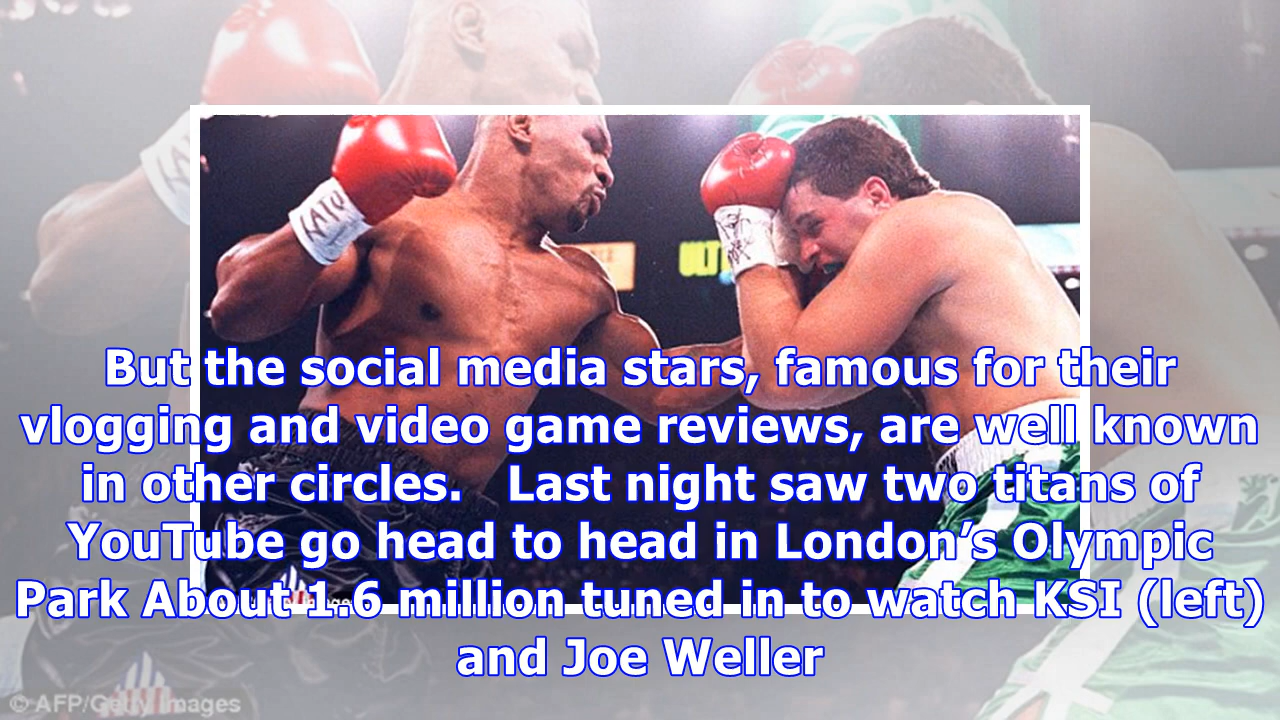 ULT
But the social media stars, famous for their
vlogging and video game reviews, are well known
in other circles. Last night saw two titans of
YouTube go head to head in London’s Olympic
Park About 1.6 million tuned in to watch KSI (left)
and Joe Weller
© AFP/Getty Images